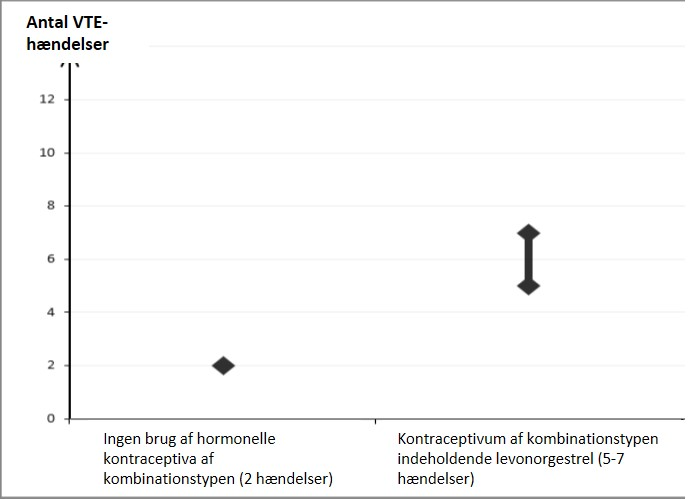 Antal VTE-
hændelser
12
10
8
6
4
2
0
Ingen brug af hormonelle
kontraceptiva af
kombinationstypen (2 hændelser)
Kontraceptivum af kombinationstypen
indeholdende levonorgestrel (5-7
hændelser)